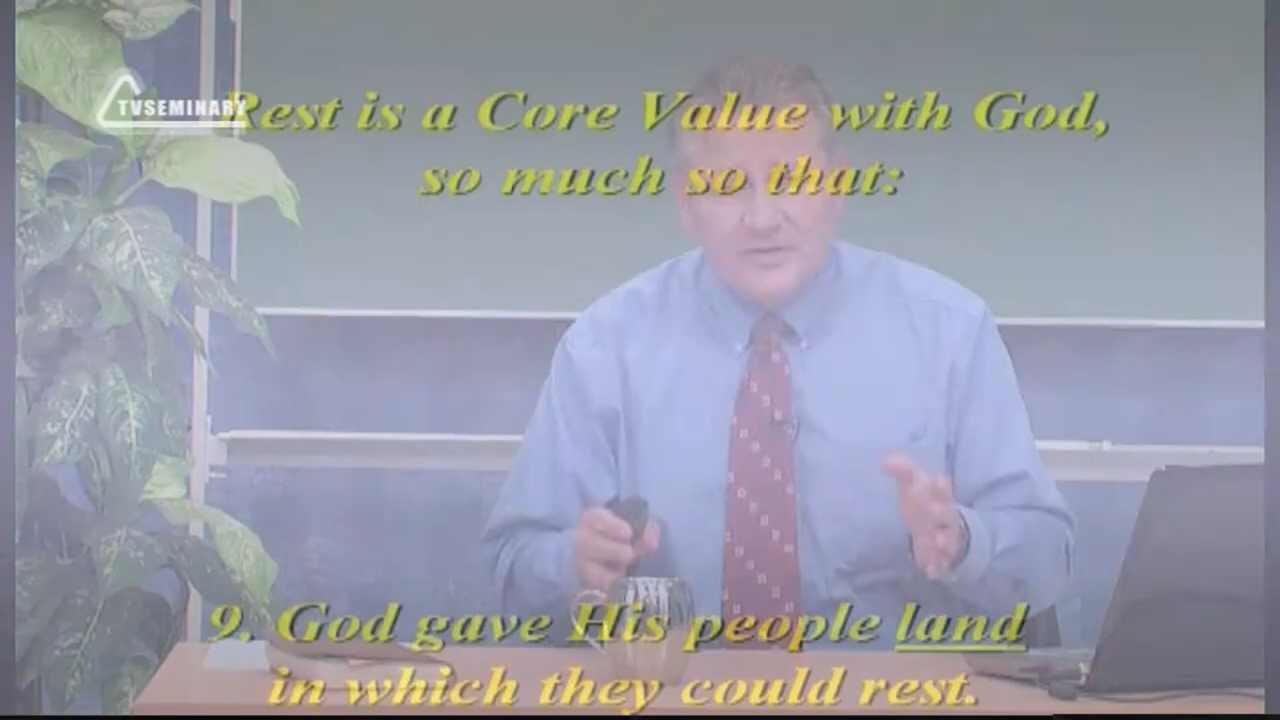 TVSEMINARY
Rest is a Core Value with God,
so much so that:
9. God gave His people land
in which they could rest.